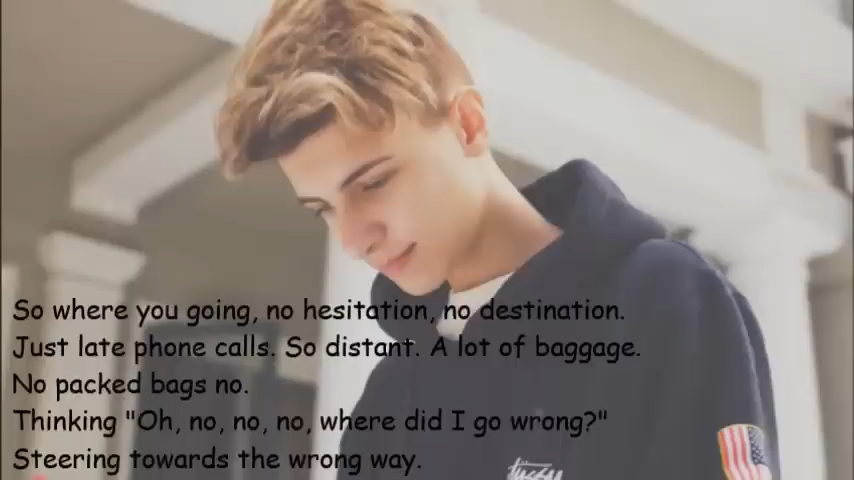 So where you going, no hesitation, no destination.
Just late phone calls. So distant. A lot of baggage.
No packed bags no.
Thinking "Oh, no, no, no, where did I go wrong?"
Steering towards the wrong way.
Stüssy